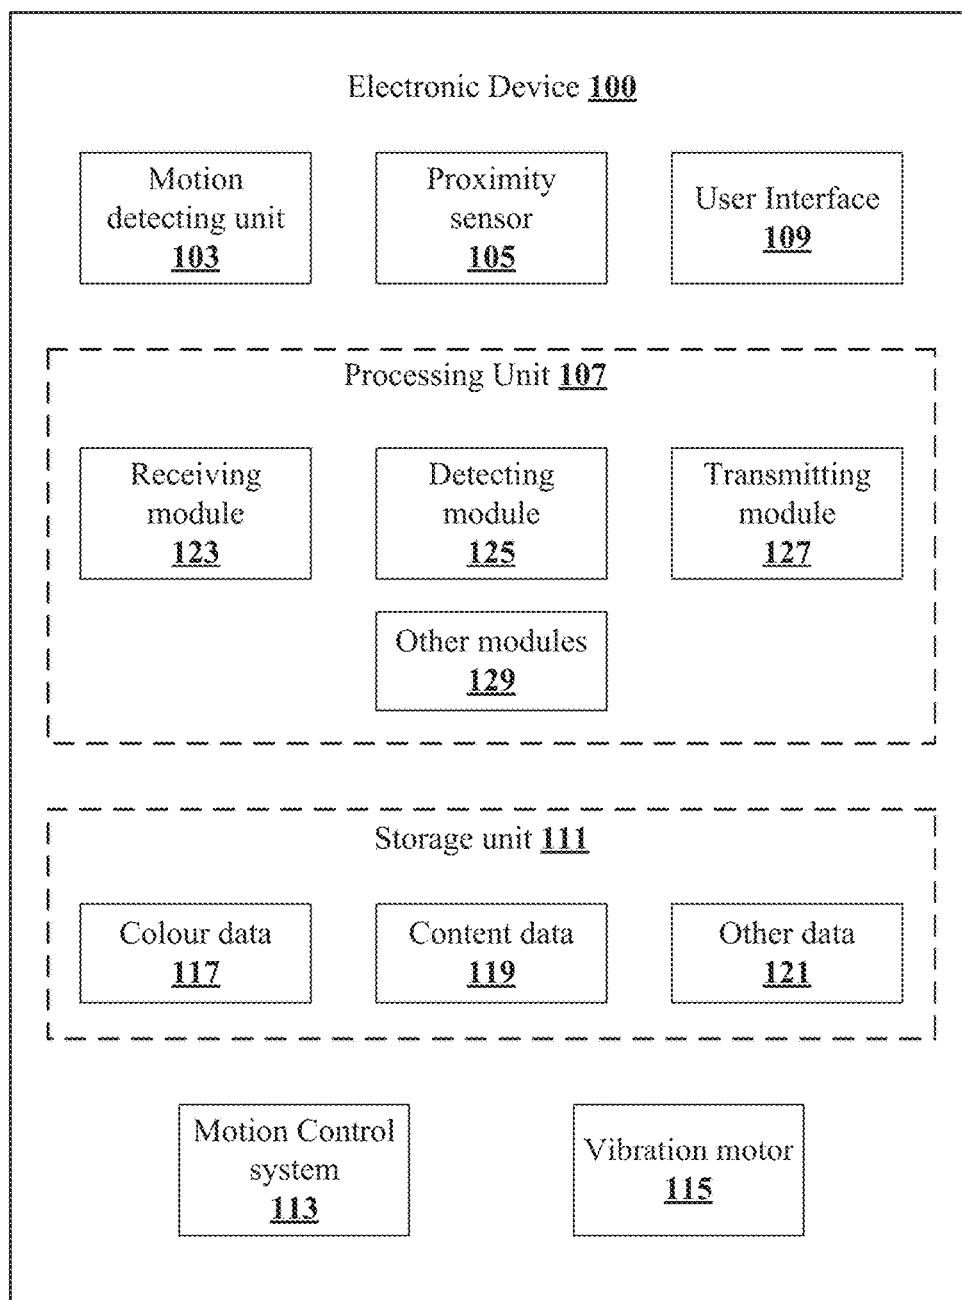 Electronic Device 100
Motion
detecting unit
103
Proximity
sensor
105
User Interface
109
Processing Unit 107
Receiving
module
123
Detecting
module
125
Transmitting
module
127
Other modules
129
Storage unit 111
Colour data
117
Content data
119
Other data
121
Motion Control
system
113
Vibration motor
115